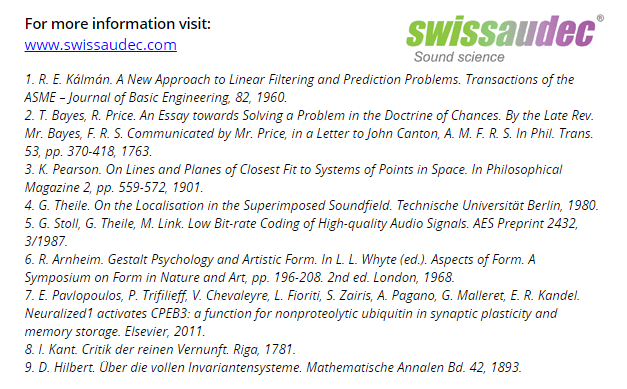 For more information visit:
www.swissaudec.com
swissaudec®
Sound science
1. R. E. Kálmán. A New Approach to Linear Filtering and Prediction Problems. Transactions of the
ASME – Journal of Basic Engineering, 82, 1960.
2. T. Bayes, R. Price. An Essay towards Solving a Problem in the Doctrine of Chances. By the Late Rev.
Mr. Bayes, F. R. S. Communicated by Mr. Price, in a Letter to John Canton, A. M. F. R. S. In Phil. Trans.
53, pp. 370-418, 1763.
3. K. Pearson. On Lines and Planes of Closest Fit to Systems of Points in Space. In Philosophical
Magazine 2, pp. 559-572, 1901.
4. G. Theile. On the Localisation in the Superimposed Soundfield. Technische Universität Berlin, 1980.
5. G. Stoll, G. Theile, M. Link. Low Bit-rate Coding of High-quality Audio Signals. AES Preprint 2432,
3/1987.
6. R. Arnheim. Gestalt Psychology and Artistic Form. In L. L. Whyte (ed.). Aspects of Form. A
Symposium on Form in Nature and Art, pp. 196-208. 2nd ed. London, 1968.
7. E. Pavlopoulos, P. Trifilieff, V. Chevaleyre, L. Fioriti, S. Zairis, A. Pagano, G. Malleret, E. R. Kandel.
Neuralized1 activates CPEB3: a function for nonproteolytic ubiquitin in synaptic plasticity and
memory storage. Elsevier, 2011.
8. I. Kant. Critik der reinen Vernunft. Riga, 1781.
9. D. Hilbert. Über die vollen Invariantensysteme. Mathematische Annalen Bd. 42, 1893.